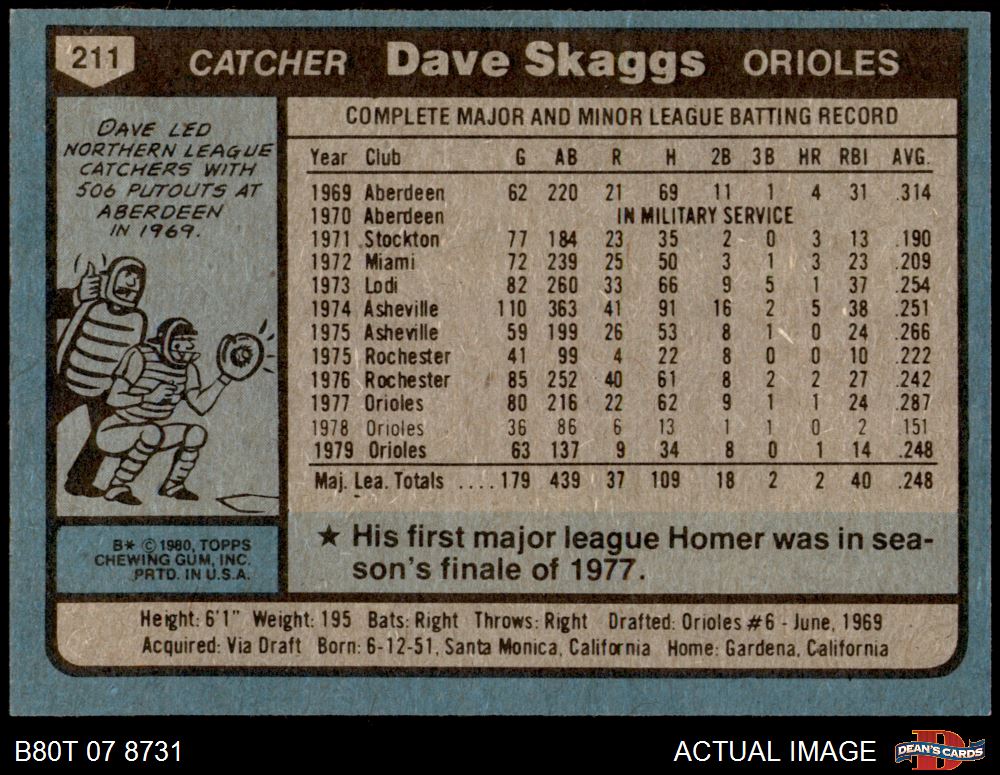 211 CATCHER Dave Skaggs ORIOLES
DAVE LED
NORTHERN LEAGUE
CATCHERS WITH
506 PUTOUTS AT
ABERDEEN
IN 1969.
COMPLETE MAJOR AND MINOR LEAGUE BATTING RECORD
Year Club G AB R H 2B 3B HR RBI AVG.
1969 Aberdeen 62 220 21 69 11 1 4 31 .314
1970 Aberdeen IN MILITARY SERVICE
1971 Stockton 77 184 23 35 2 0 3 13 .190
1972 Miami 72 239 25 50 3 1 3 23 .209
1973 Lodi 82 260 33 66 9 5 1 37 .254
1974 Asheville 110 363 41 91 16 2 5 38 .251
1975 Asheville 59 199 26 53 8 1 0 24 .266
1975 Rochester 41 99 4 22 8 0 0 10 .222
1976 Rochester 85 252 40 61 8 2 2 27 .242
1977 Orioles 80 216 22 62 9 1 1 24 .287
1978 Orioles 36 86 6 13 1 1 0 2 .151
1979 Orioles 63 137 9 34 8 0 1 14 .248
Maj. Lea. Totals ....179 439 37 109 18 2 2 40 .248
★ His first major league Homer was in sea-
son's finale of 1977.
B* © 1980, TOPPS
CHEWING GUM, INC.
PRTD. IN U.S.A.
Height: 6'1" Weight: 195 Bats: Right Throws: Right Drafted: Orioles #6 - June, 1969
Acquired: Via Draft Born: 6-12-51, Santa Monica, California Home: Gardena, California
B80T 07 8731 ACTUAL IMAGE D DEAN'S CARDS